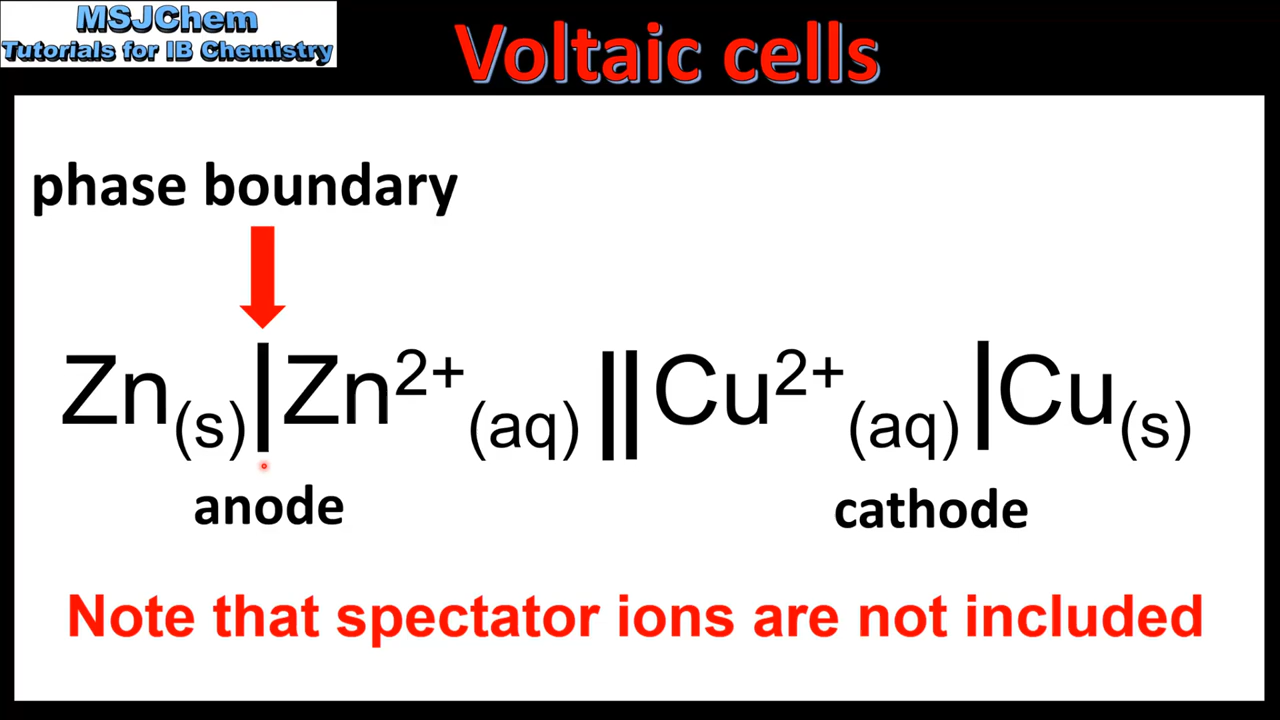 MSJChem
Tutorials for IB Chemistry
Voltaic cells
phase boundary
Zn(s)|Zn²⁺(aq)||Cu²⁺(aq)|Cu(s)
anode cathode
Note that spectator ions are not included